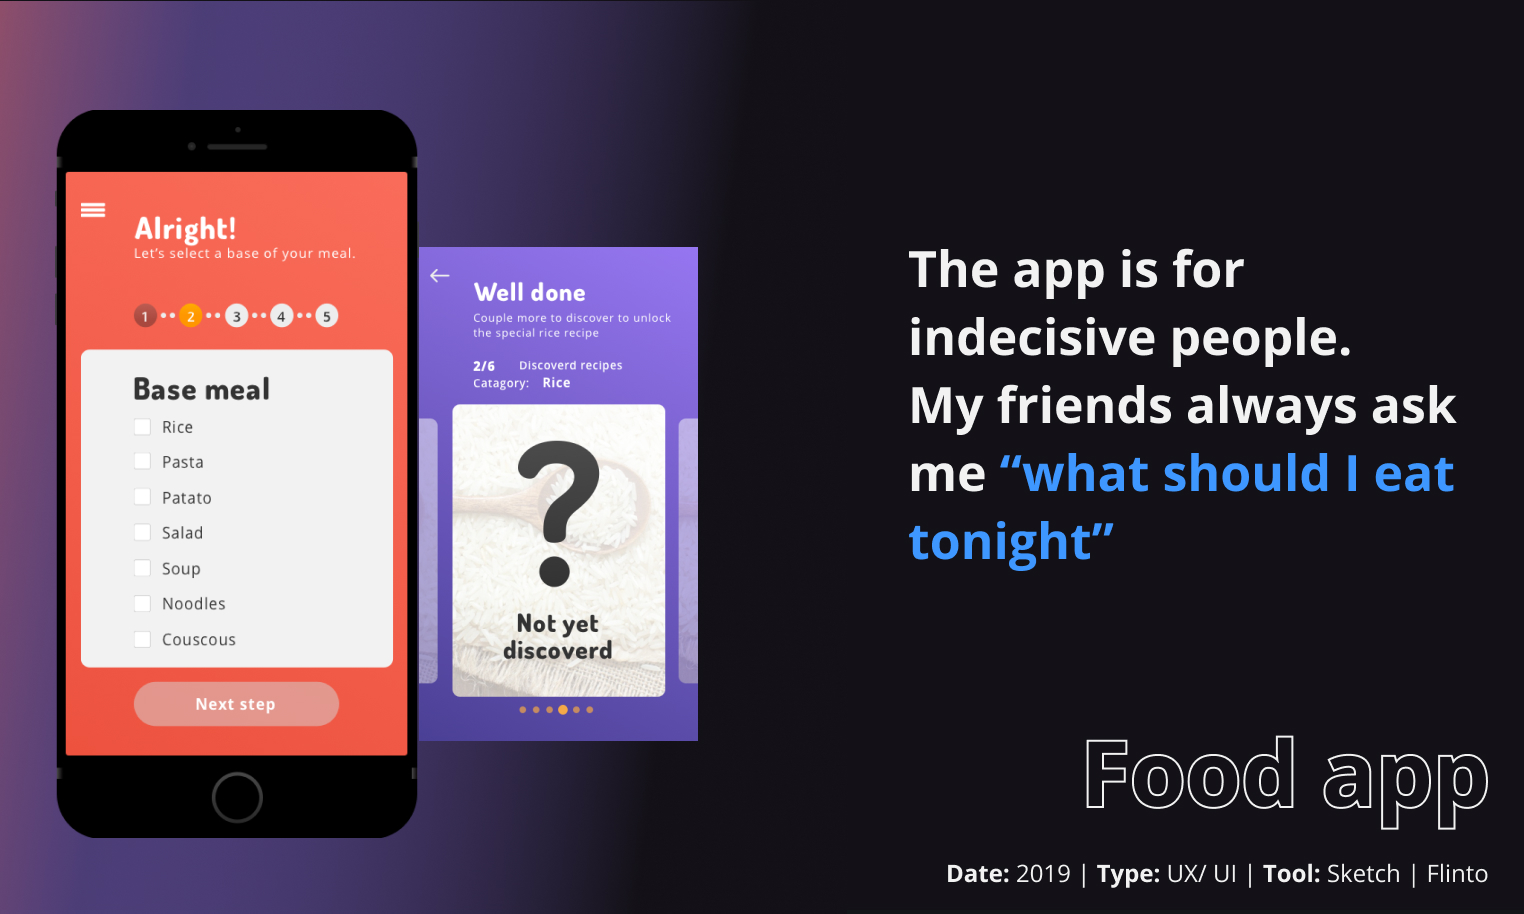 Alright!
Let's select a base of your meal.
1 2 3 4 5
Base meal
Rice
Pasta
Patato
Salad
Soup
Noodles
Couscous
Next step
Well done
Couple more to discover to unlock
the special rice recipe
2/6 Discoverd recipes
Catagory: Rice
?
Not yet
discoverd
The app is for
indecisive people.
My friends always ask
me “what should I eat
tonight”
Food app
Date: 2019 | Type: UX/ UI | Tool: Sketch | Flinto